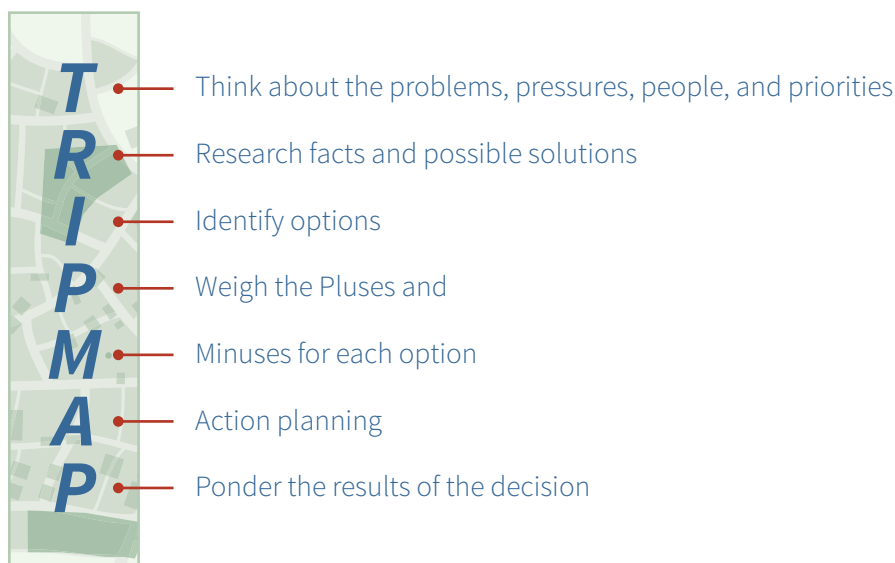 T Think about the problems, pressures, people, and priorities
R Research facts and possible solutions
I Identify options
P Weigh the Pluses and
M Minuses for each option
A Action planning
P Ponder the results of the decision